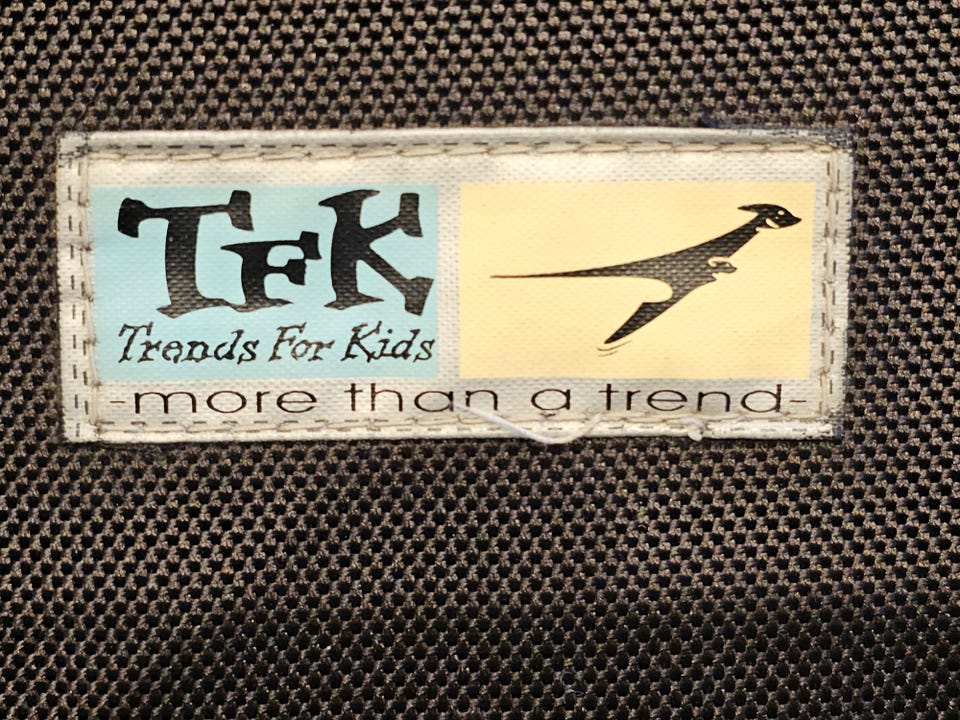 TFK
Trends For Kids
-more than a trend-